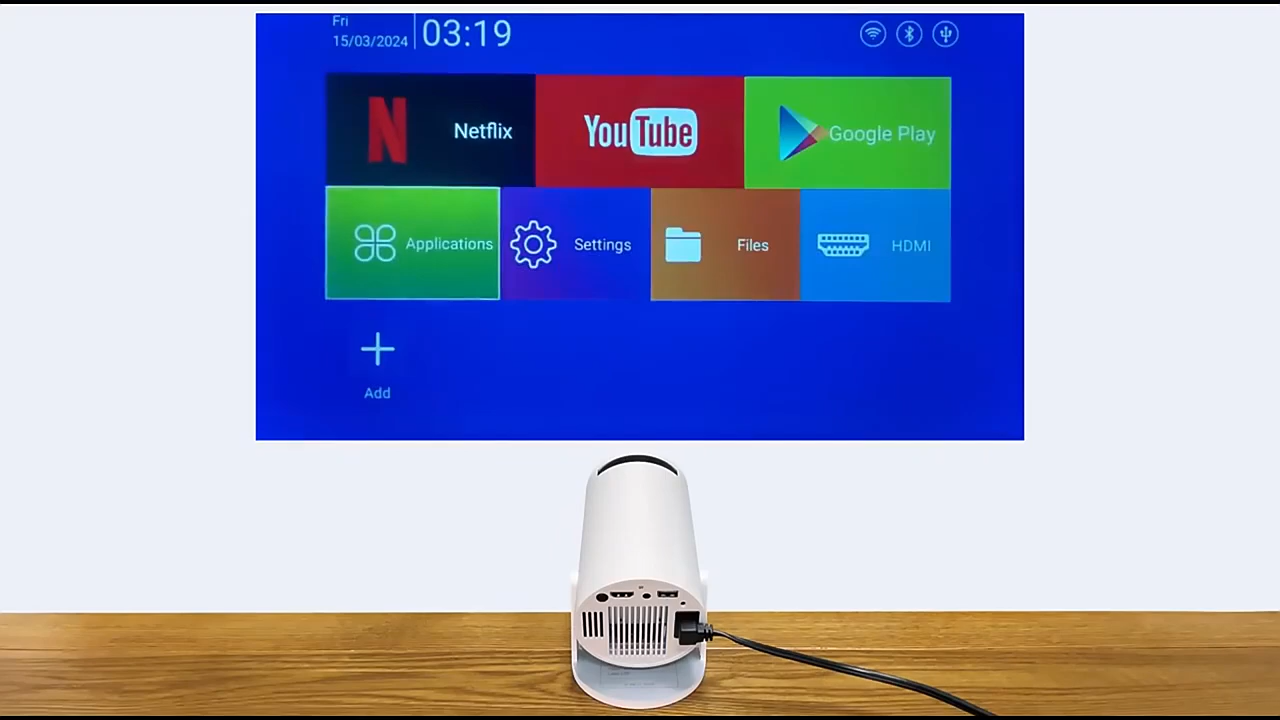 Fri
15/03/2024
03:19
N Netflix
YouTube
Google Play
Applications
Settings
Files
HDMI
Add